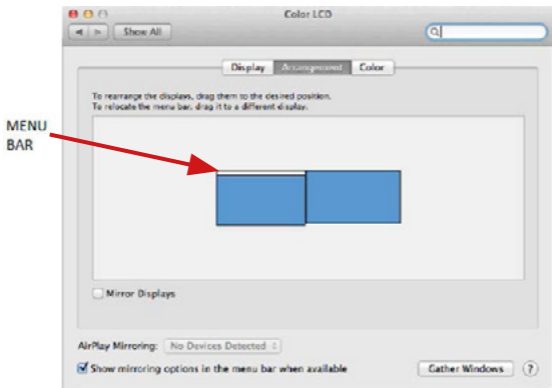 Color LCD
Show All
Display Arrangement Color
To rearrange the displays, drag them to the desired position.
To relocate the menu bar, drag it to a different display.
MENU
BAR
Mirror Displays
AirPlay Mirroring: No Devices Detected
Show mirroring options in the menu bar when available
Gather Windows ?